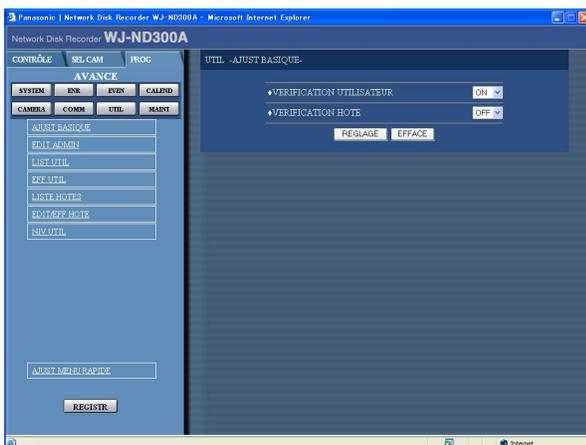 Panasonic | Network Disk Recorder WJ-ND300A - Microsoft Internet Explorer
Network Disk Recorder WJ-ND300A
CONTRÔLE SEL CAM PROG
AVANCE
SYSTEM ENR EVEN CALEND
CAMERA COMM UTIL MAINT
AJUST BASIQUE
EDIT ADMIN
LIST UTIL
EFF UTIL
LISTE HOTES
EDIT/EFF HOTE
NIV UTIL
AJUST MENU RAPIDE
REGISTR
UTIL -AJUST BASIQUE-
♦VERIFICATION UTILISATEUR ON
♦VERIFICATION HOTE OFF
REGLAGE EFFACE
Internet